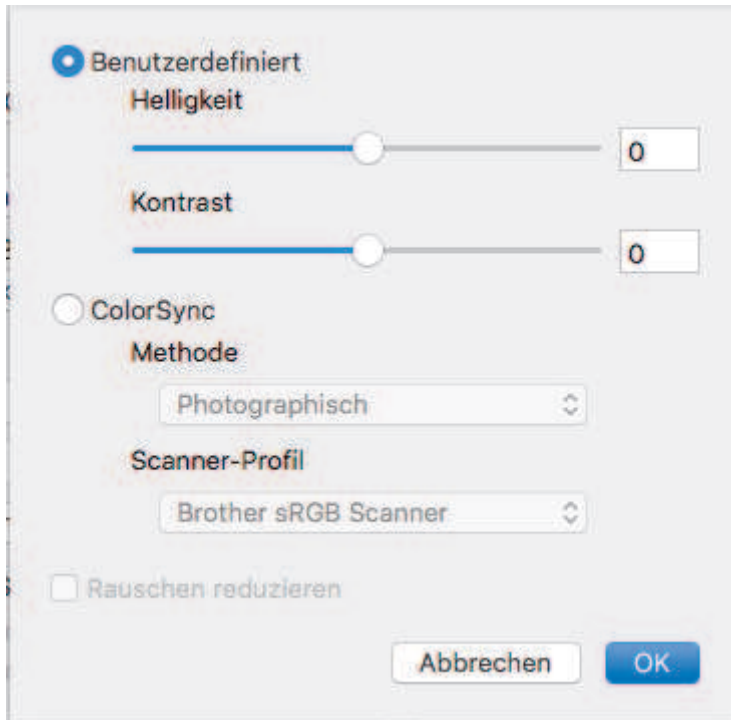 Benutzerdefiniert
Helligkeit
0
Kontrast
0
ColorSync
Methode
Photographisch
Scanner-Profil
Brother sRGB Scanner
Rauschen reduzieren
Abbrechen OK